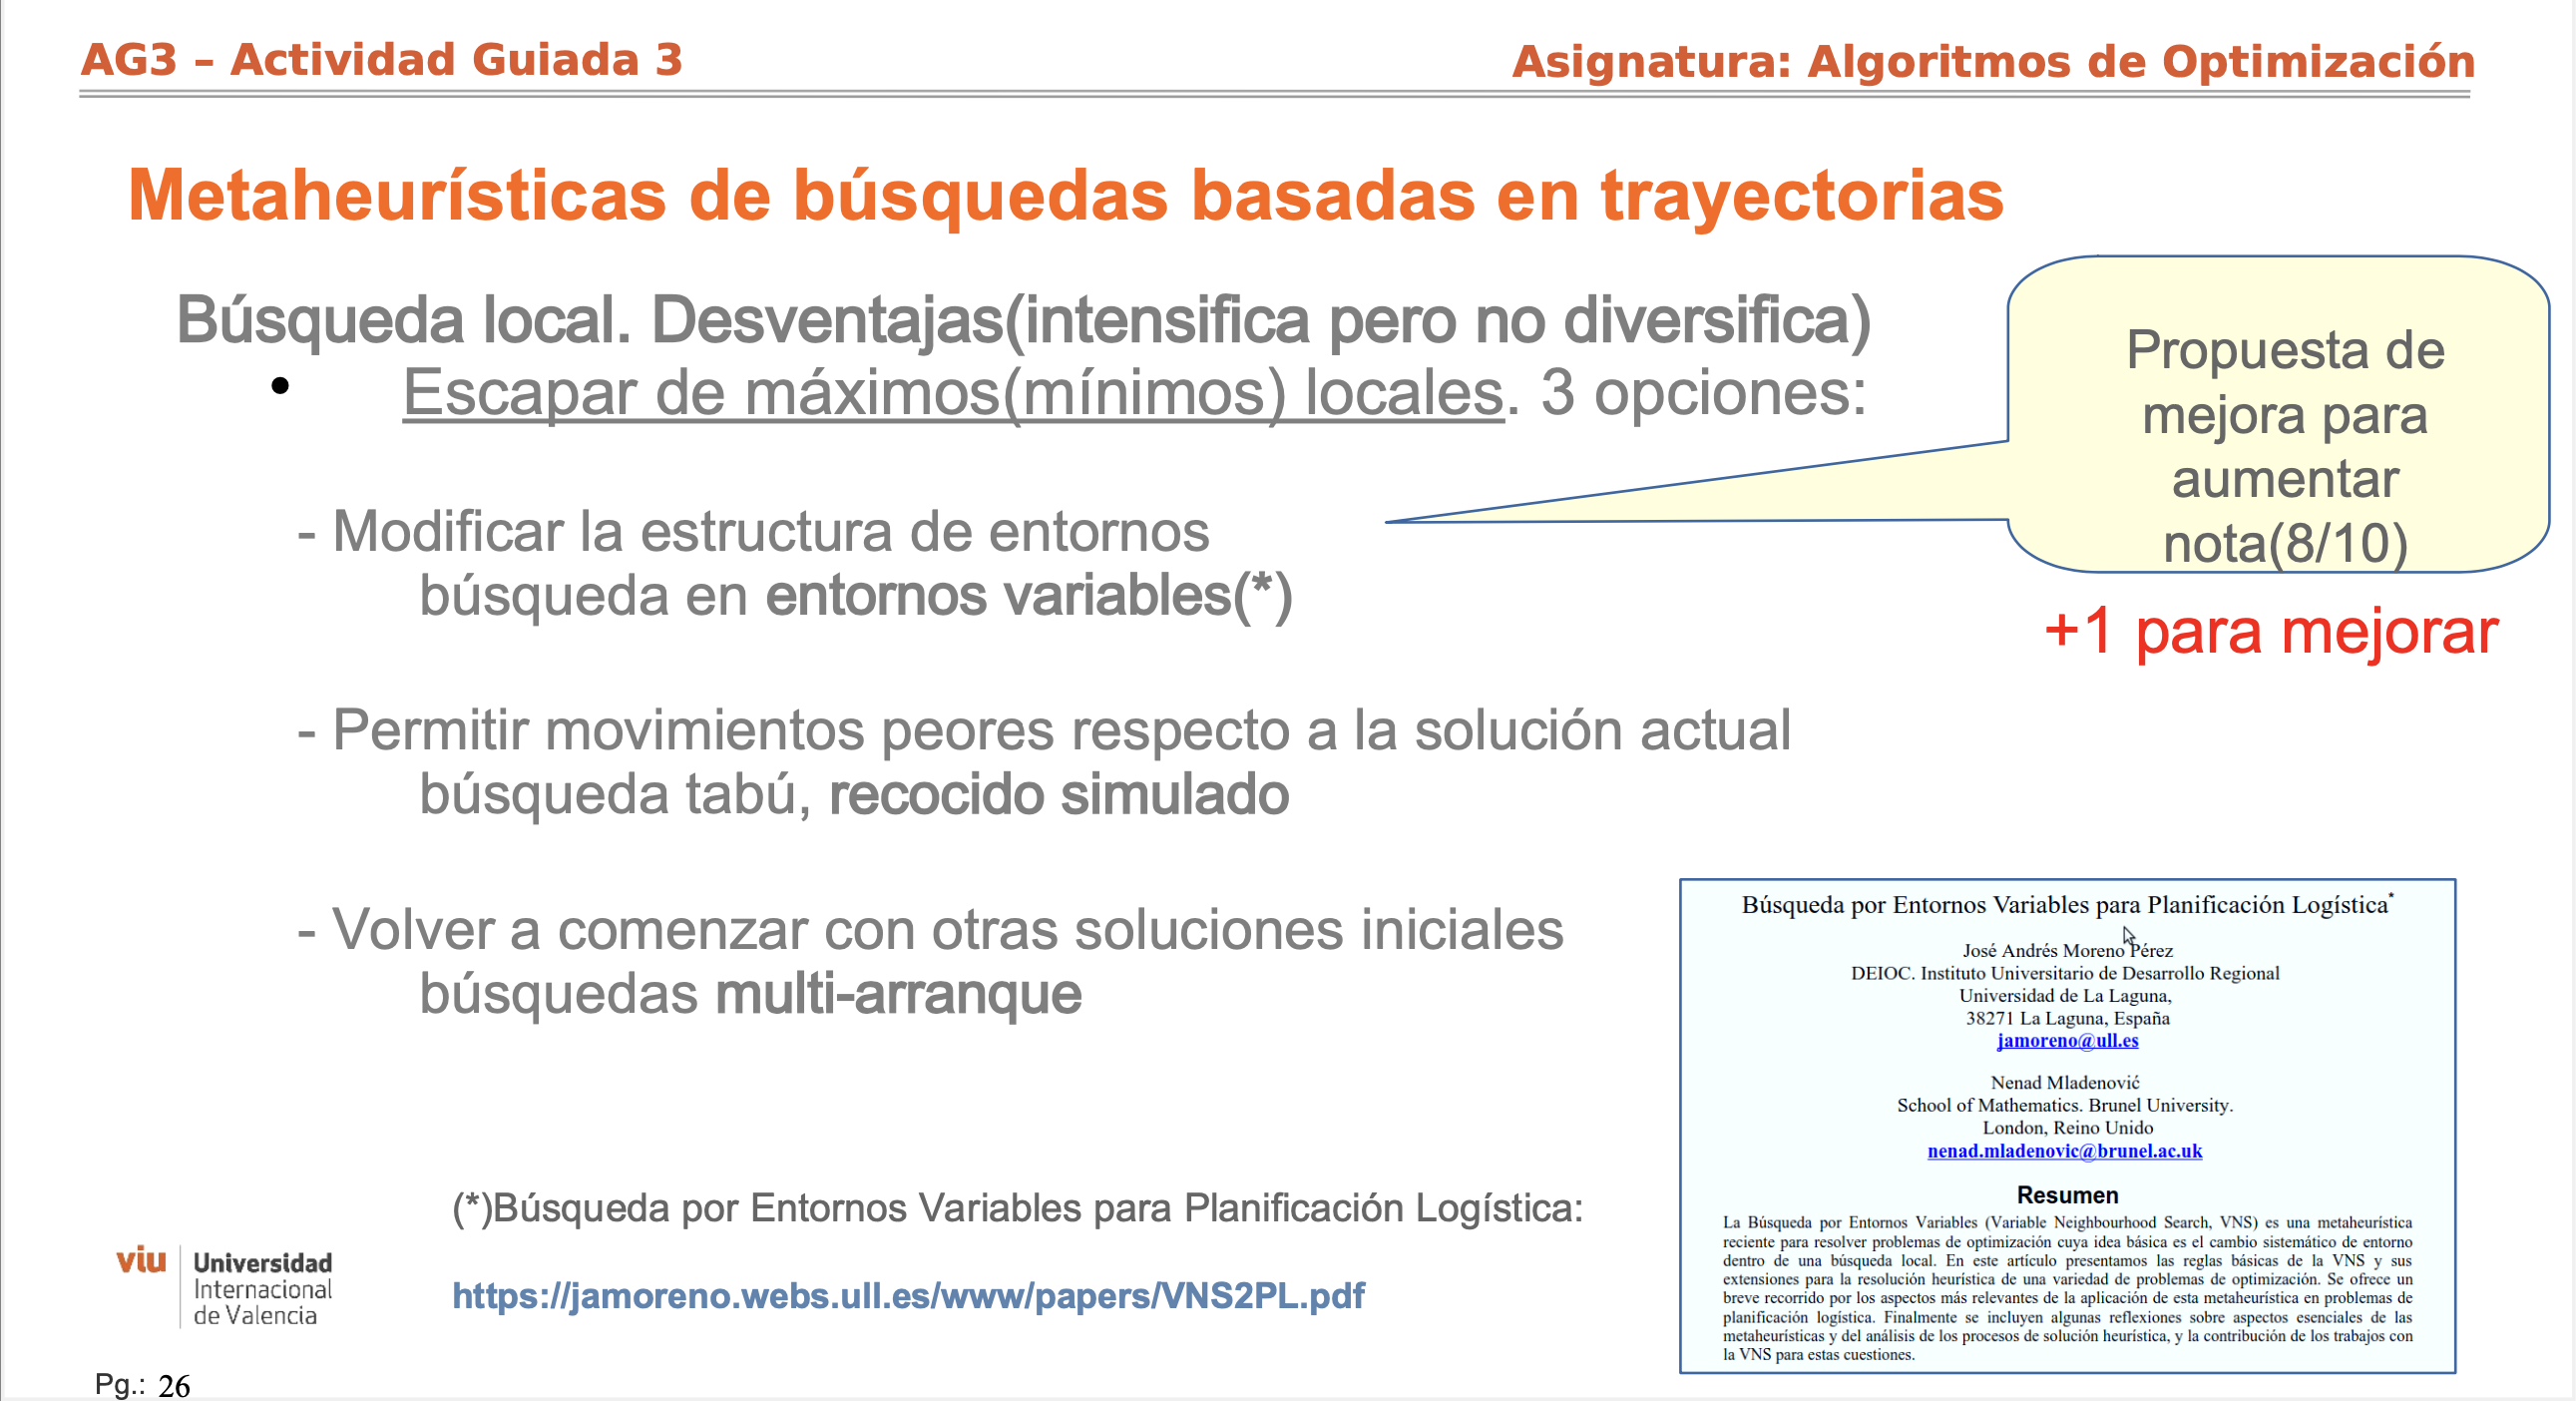 AG3 – Actividad Guiada 3
Asignatura: Algoritmos de Optimización
Metaheurísticas de búsquedas basadas en trayectorias
Búsqueda local. Desventajas(intensifica pero no diversifica)
• Escapar de máximos(mínimos) locales. 3 opciones:
- Modificar la estructura de entornos
búsqueda en entornos variables(*)
- Permitir movimientos peores respecto a la solución actual
búsqueda tabú, recocido simulado
- Volver a comenzar con otras soluciones iniciales
búsquedas multi-arranque
Propuesta de
mejora para
aumentar
nota(8/10)
+1 para mejorar
(*)Búsqueda por Entornos Variables para Planificación Logística:
https://jamoreno.webs.ull.es/www/papers/VNS2PL.pdf
Búsqueda por Entornos Variables para Planificación Logística*
José Andrés Moreno Pérez
DEIOC. Instituto Universitario de Desarrollo Regional
Universidad de La Laguna,
38271 La Laguna, España
jamoreno@ull.es
Nenad Mladenović
School of Mathematics. Brunel University.
London, Reino Unido
nenad.mladenovic@brunel.ac.uk
Resumen
La Búsqueda por Entornos Variables (Variable Neighbourhood Search, VNS) es una metaheurística
reciente para resolver problemas de optimización cuya idea básica es el cambio sistemático de entorno
dentro de una búsqueda local. En este artículo presentamos las reglas básicas de la VNS y sus
extensiones para la resolución heurística de una variedad de problemas de optimización. Se ofrece un
breve recorrido por los aspectos más relevantes de la aplicación de esta metaheurística en problemas de
planificación logística. Finalmente se incluyen algunas reflexiones sobre aspectos esenciales de las
metaheurísticas y del análisis de los procesos de solución heurística, y la contribución de los trabajos con
la VNS para estas cuestiones.
viu
Universidad
Internacional
de Valencia
Pg.: 26